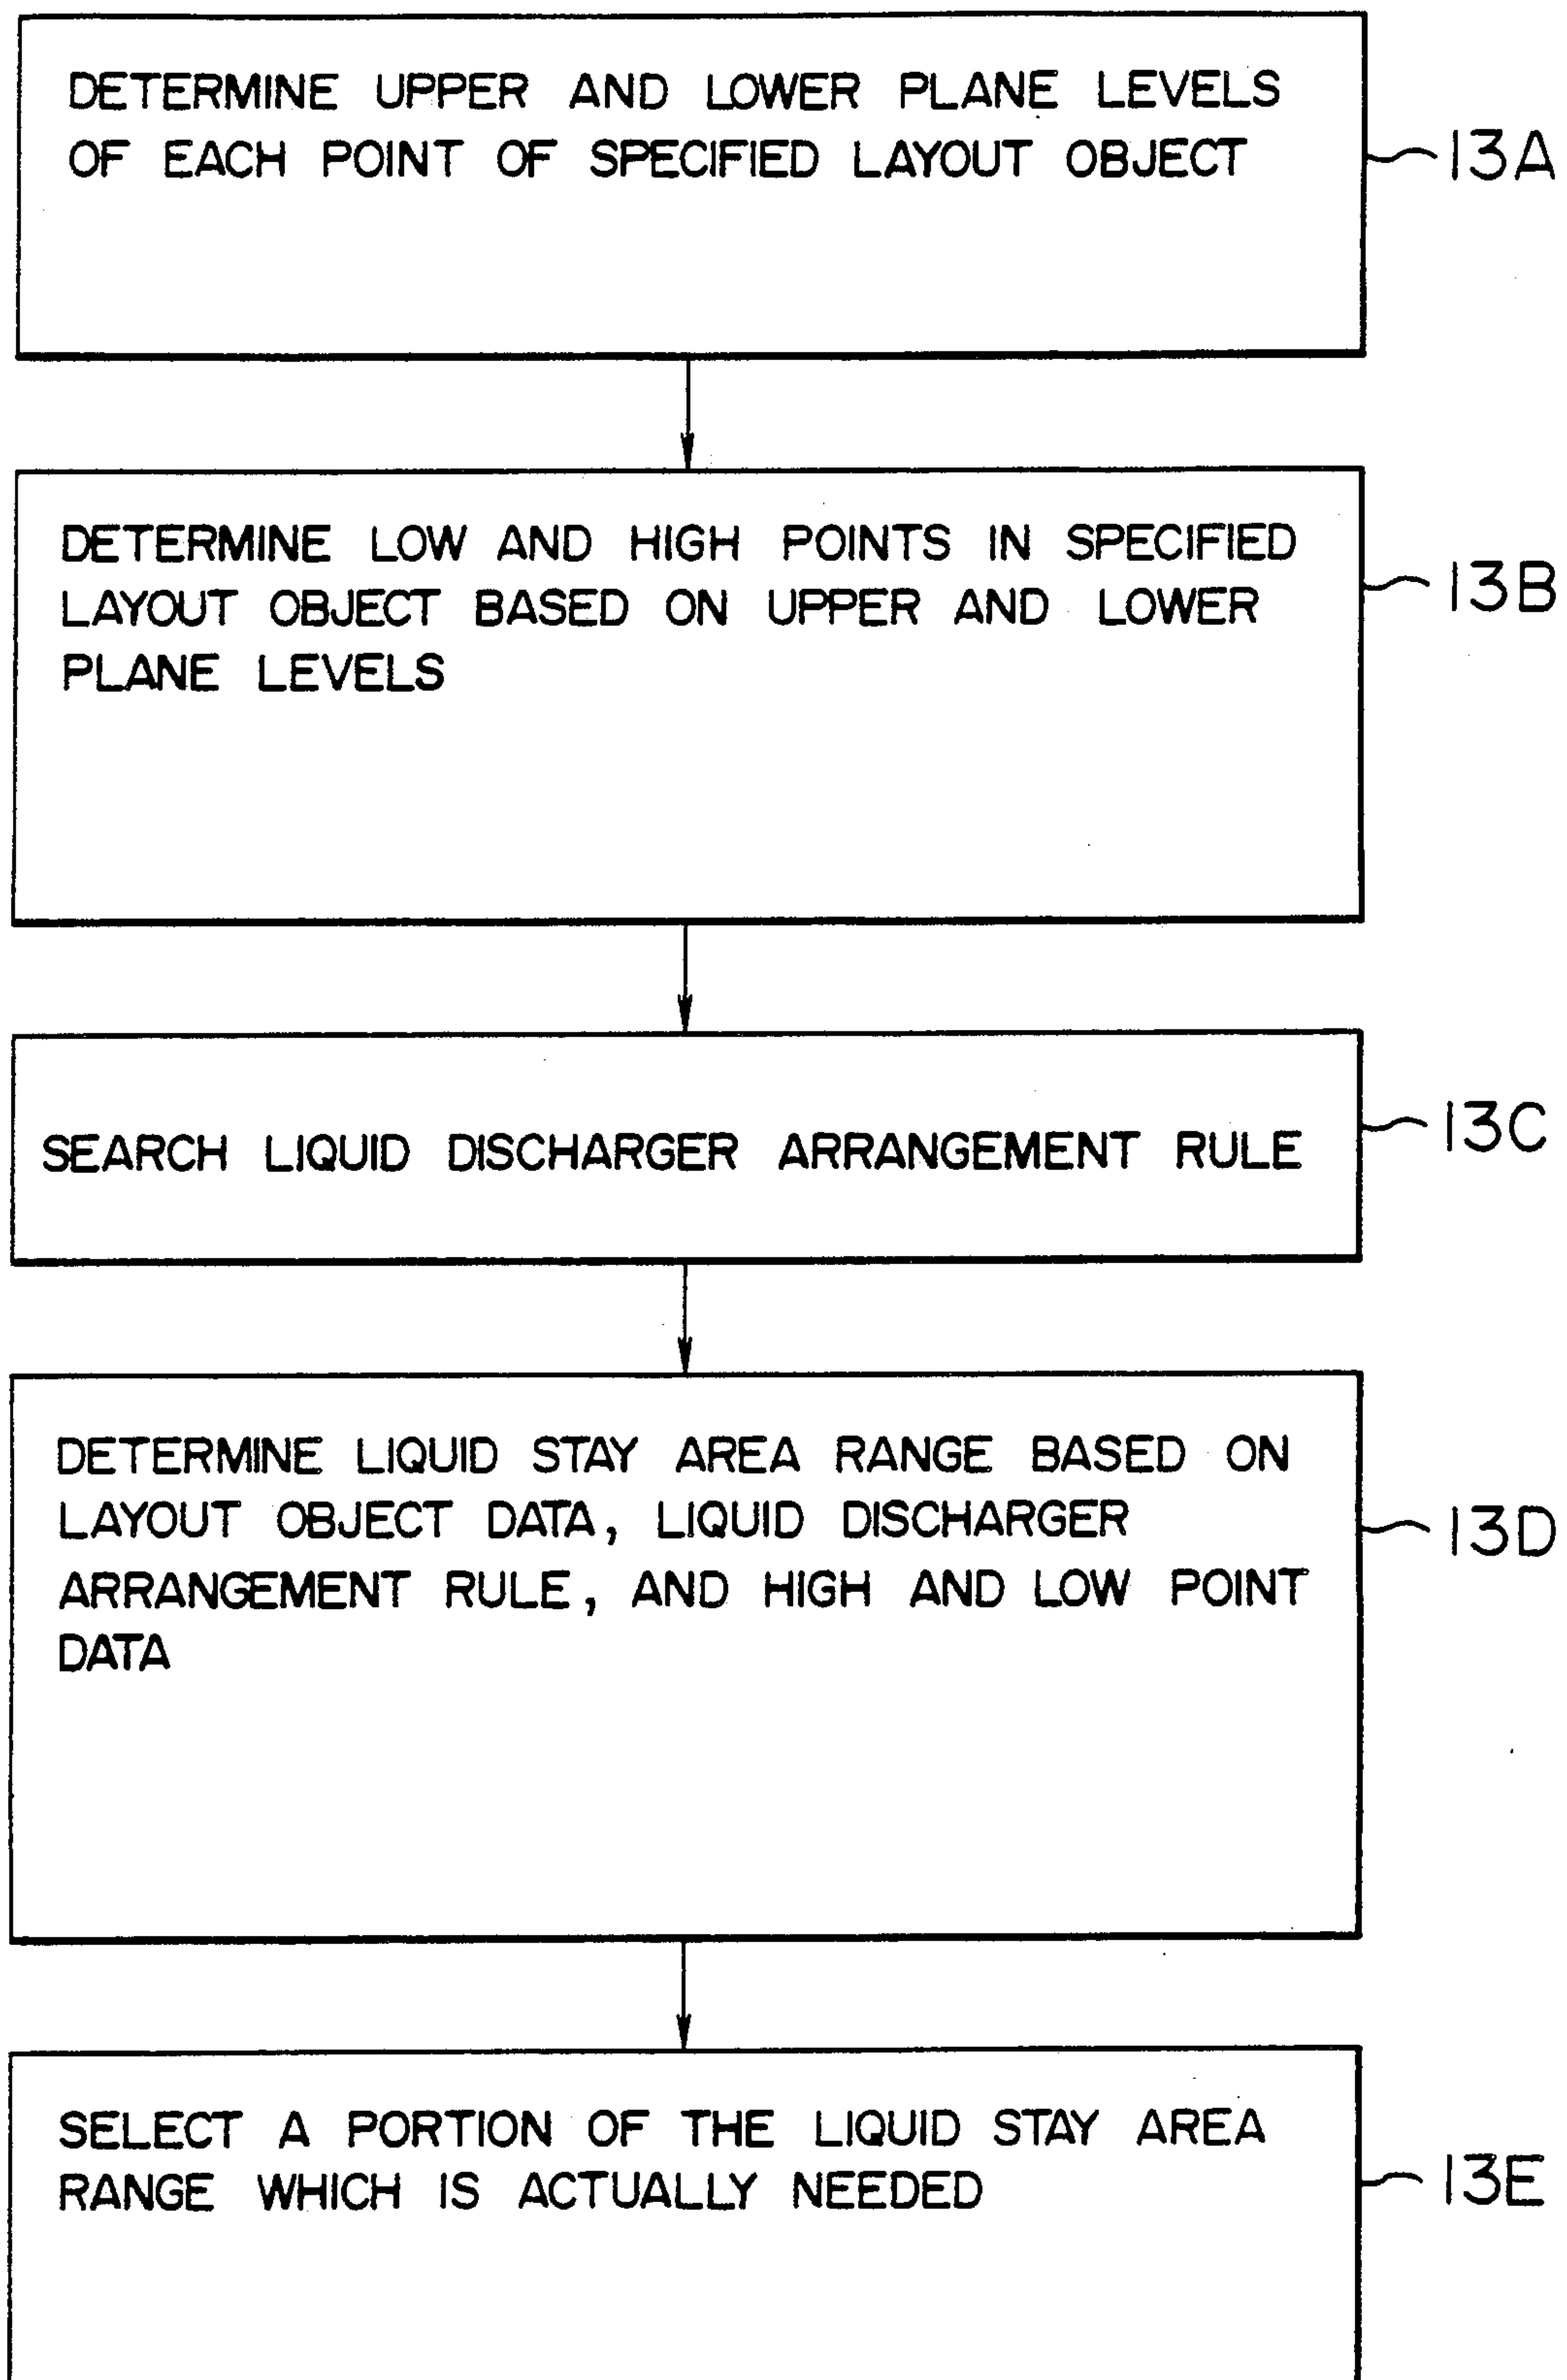 DETERMINE UPPER AND LOWER PLANE LEVELS
OF EACH POINT OF SPECIFIED LAYOUT OBJECT
13A
DETERMINE LOW AND HIGH POINTS IN SPECIFIED
LAYOUT OBJECT BASED ON UPPER AND LOWER
PLANE LEVELS
13B
SEARCH LIQUID DISCHARGER ARRANGEMENT RULE
13C
DETERMINE LIQUID STAY AREA RANGE BASED ON
LAYOUT OBJECT DATA, LIQUID DISCHARGER
ARRANGEMENT RULE, AND HIGH AND LOW POINT
DATA
13D
SELECT A PORTION OF THE LIQUID STAY AREA
RANGE WHICH IS ACTUALLY NEEDED
13E